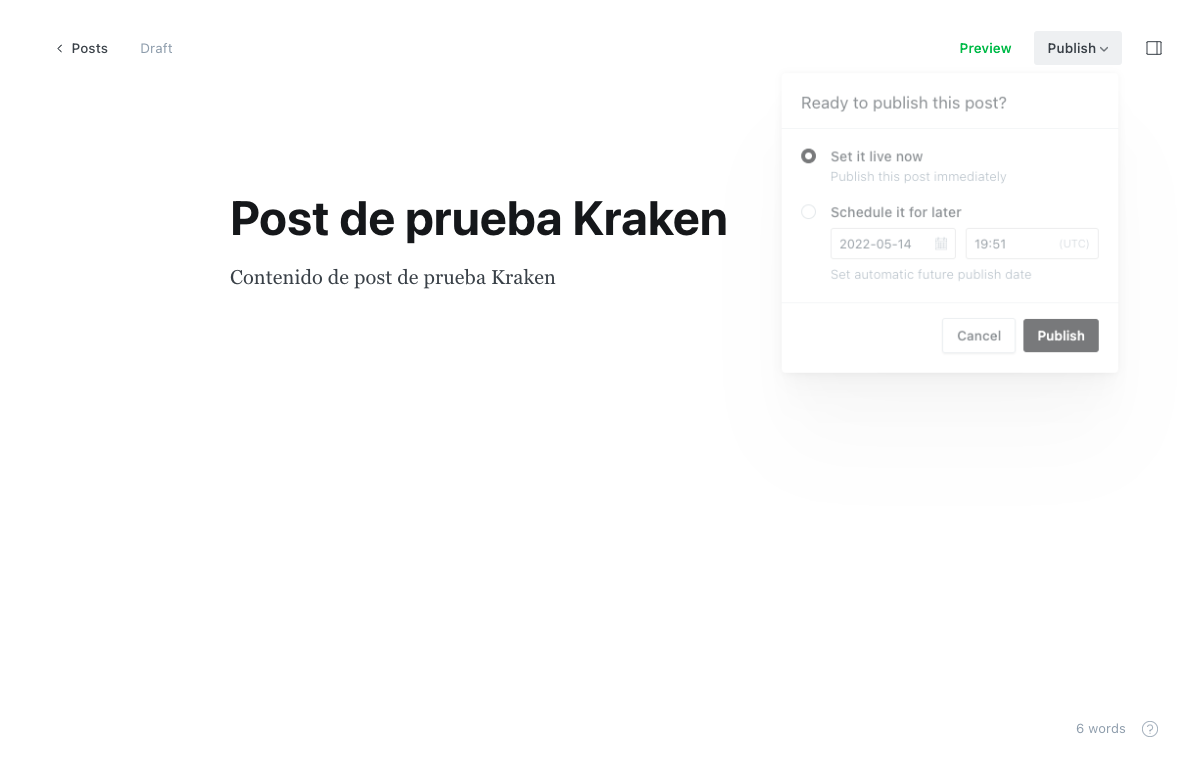 Posts
Draft
Preview
Publish
Ready to publish this post?
Set it live now
Publish this post immediately
Schedule it for later
2022-05-14
19:51
(UTC)
Set automatic future publish date
Cancel
Publish
Post de prueba Kraken
Contenido de post de prueba Kraken
6 words
?